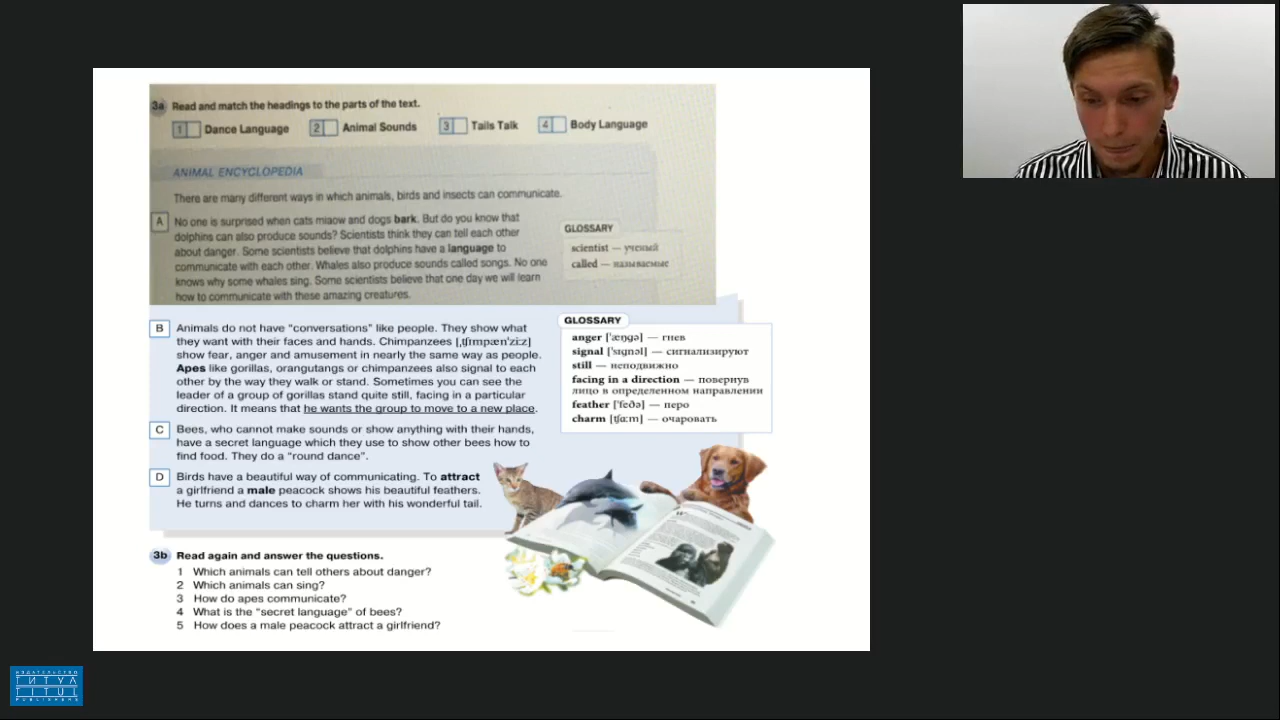 3a Read and match the headings to the parts of the text.
1 Dance Language 2 Animal Sounds 3 Tails Talk 4 Body Language
ANIMAL ENCYCLOPEDIA
There are many different ways in which animals, birds and insects can communicate.
A No one is surprised when cats miaow and dogs bark. But do you know that
dolphins can also produce sounds? Scientists think they can tell each other
about danger. Some scientists believe that dolphins have a language to
communicate with each other. Whales also produce sounds called songs. No one
knows why some whales sing. Some scientists believe that one day we will learn
how to communicate with these amazing creatures.
GLOSSARY
scientist — ученый
called — называемые
B Animals do not have “conversations” like people. They show what
they want with their faces and hands. Chimpanzees [ˌtʃɪmpænˈziːz]
show fear, anger and amusement in nearly the same way as people.
Apes like gorillas, orangutangs or chimpanzees also signal to each
other by the way they walk or stand. Sometimes you can see the
leader of a group of gorillas stand quite still, facing in a particular
direction. It means that he wants the group to move to a new place.
GLOSSARY
anger [ˈæŋgə] — гнев
signal [ˈsɪgnəl] — сигнализируют
still — неподвижно
facing in a direction — повернув
лицо в определенном направлении
feather [ˈfeðə] — перо
charm [tʃɑːm] — очаровать
C Bees, who cannot make sounds or show anything with their hands,
have a secret language which they use to show other bees how to
find food. They do a “round dance”.
D Birds have a beautiful way of communicating. To attract
a girlfriend a male peacock shows his beautiful feathers.
He turns and dances to charm her with his wonderful tail.
3b Read again and answer the questions.
1 Which animals can tell others about danger?
2 Which animals can sing?
3 How do apes communicate?
4 What is the “secret language” of bees?
5 How does a male peacock attract a girlfriend?
ИЗДАТЕЛЬСТВО
ТИТУЛ
TITUL
PUBLISHERS